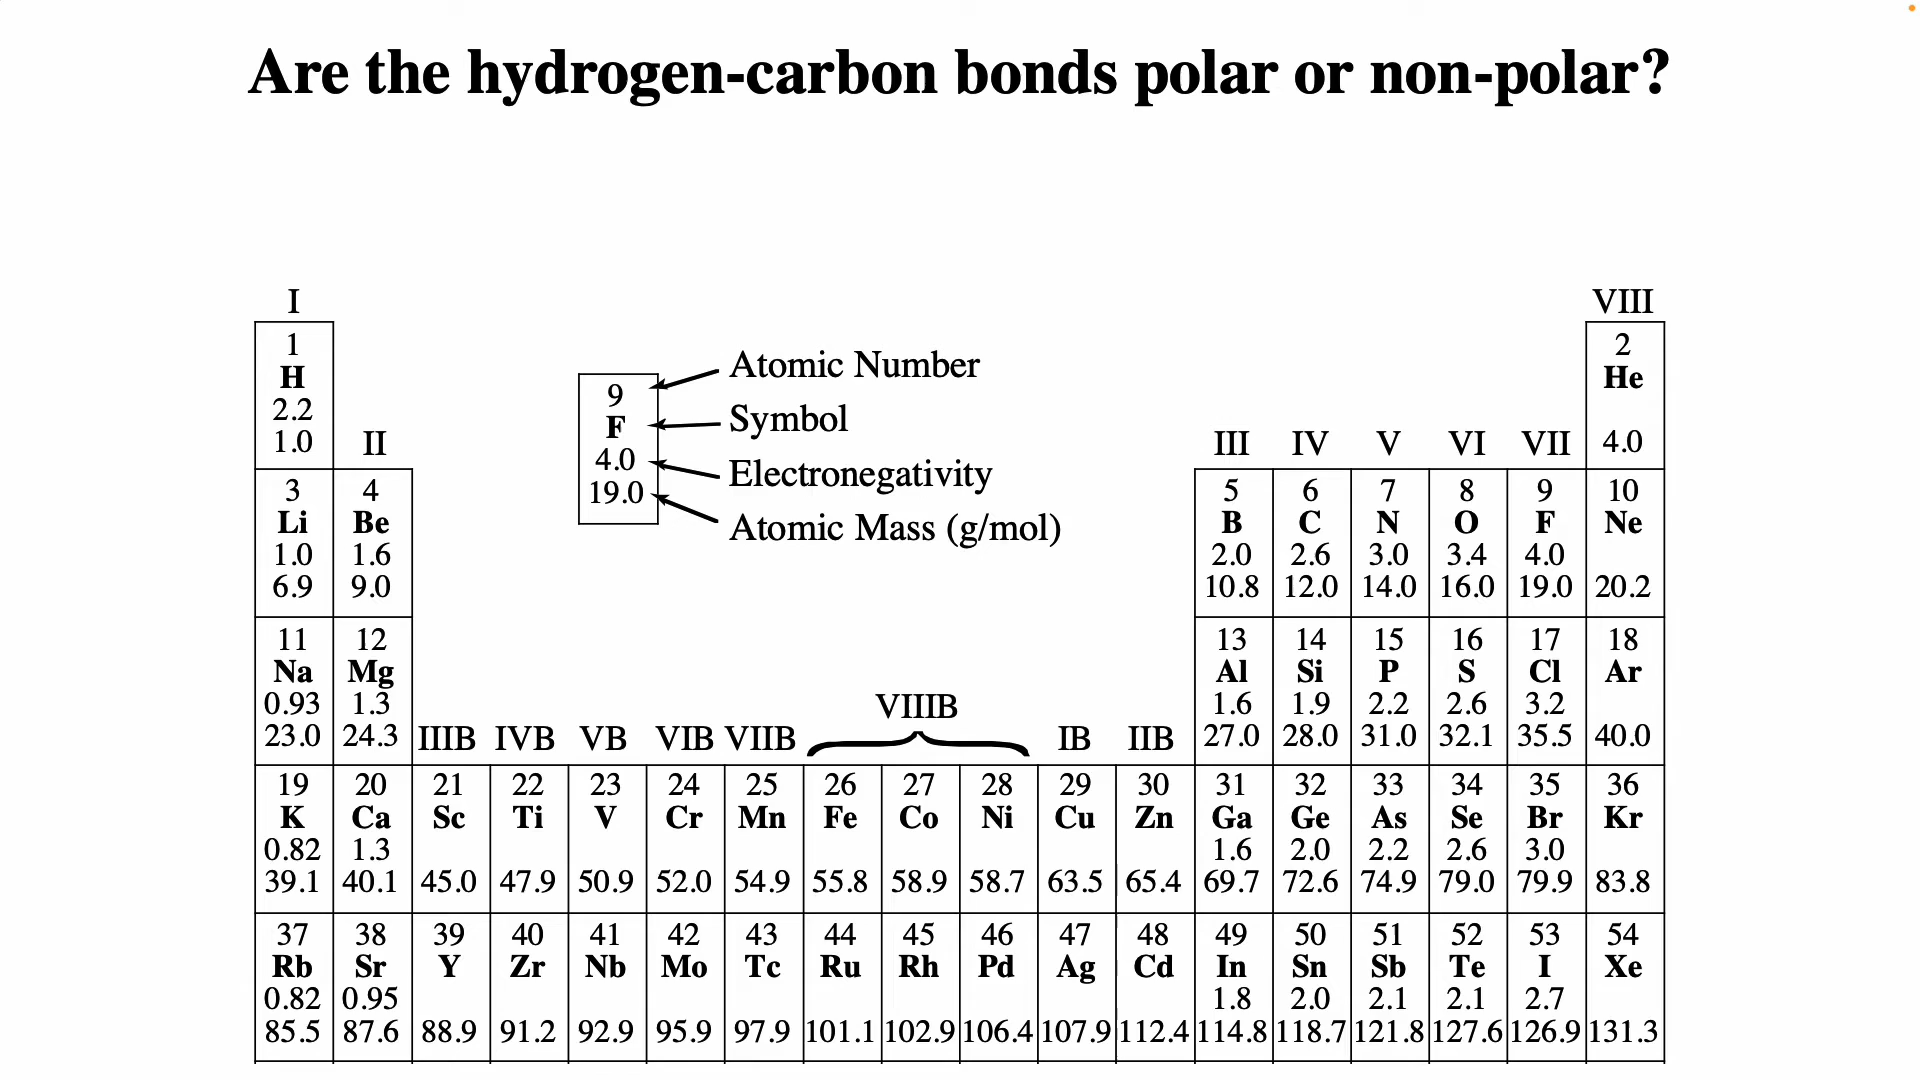 Are the hydrogen-carbon bonds polar or non-polar?
I VIII
1 2
H He
2.2
1.0 II III IV V VI VII 4.0
9
F
4.0
19.0
Atomic Number
Symbol
Electronegativity
Atomic Mass (g/mol)
3 4 5 6 7 8 9 10
Li Be B C N O F Ne
1.0 1.6 2.0 2.6 3.0 3.4 4.0
6.9 9.0 10.8 12.0 14.0 16.0 19.0 20.2
11 12 13 14 15 16 17 18
Na Mg Al Si P S Cl Ar
0.93 1.3 VIIIB 1.6 1.9 2.2 2.6 3.2
23.0 24.3 IIIB IVB VB VIB VIIB IB IIB 27.0 28.0 31.0 32.1 35.5 40.0
19 20 21 22 23 24 25 26 27 28 29 30 31 32 33 34 35 36
K Ca Sc Ti V Cr Mn Fe Co Ni Cu Zn Ga Ge As Se Br Kr
0.82 1.3 1.6 2.0 2.2 2.6 3.0
39.1 40.1 45.0 47.9 50.9 52.0 54.9 55.8 58.9 58.7 63.5 65.4 69.7 72.6 74.9 79.0 79.9 83.8
37 38 39 40 41 42 43 44 45 46 47 48 49 50 51 52 53 54
Rb Sr Y Zr Nb Mo Tc Ru Rh Pd Ag Cd In Sn Sb Te I Xe
0.82 0.95 1.8 2.0 2.1 2.1 2.7
85.5 87.6 88.9 91.2 92.9 95.9 97.9 101.1 102.9 106.4 107.9 112.4 114.8 118.7 121.8 127.6 126.9 131.3